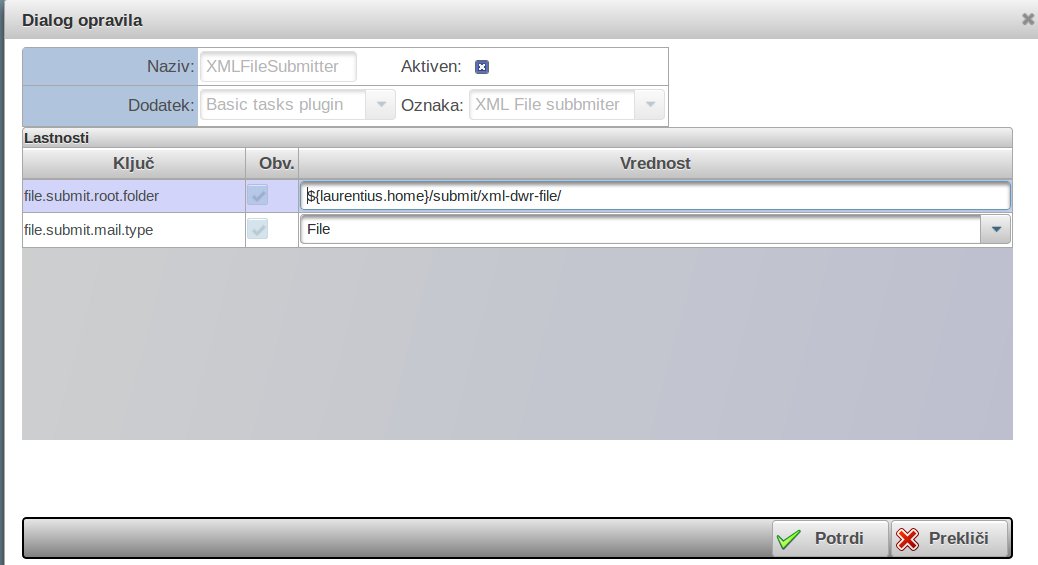 Dialog opravila
Naziv: XMLFileSubmitter Aktiven:
Dodatek: Basic tasks plugin Oznaka: XML File subbmiter
Lastnosti
Ključ Obv. Vrednost
file.submit.root.folder ${laurentius.home}/submit/xml-dwr-file/
file.submit.mail.type File
Potrdi Prekliči